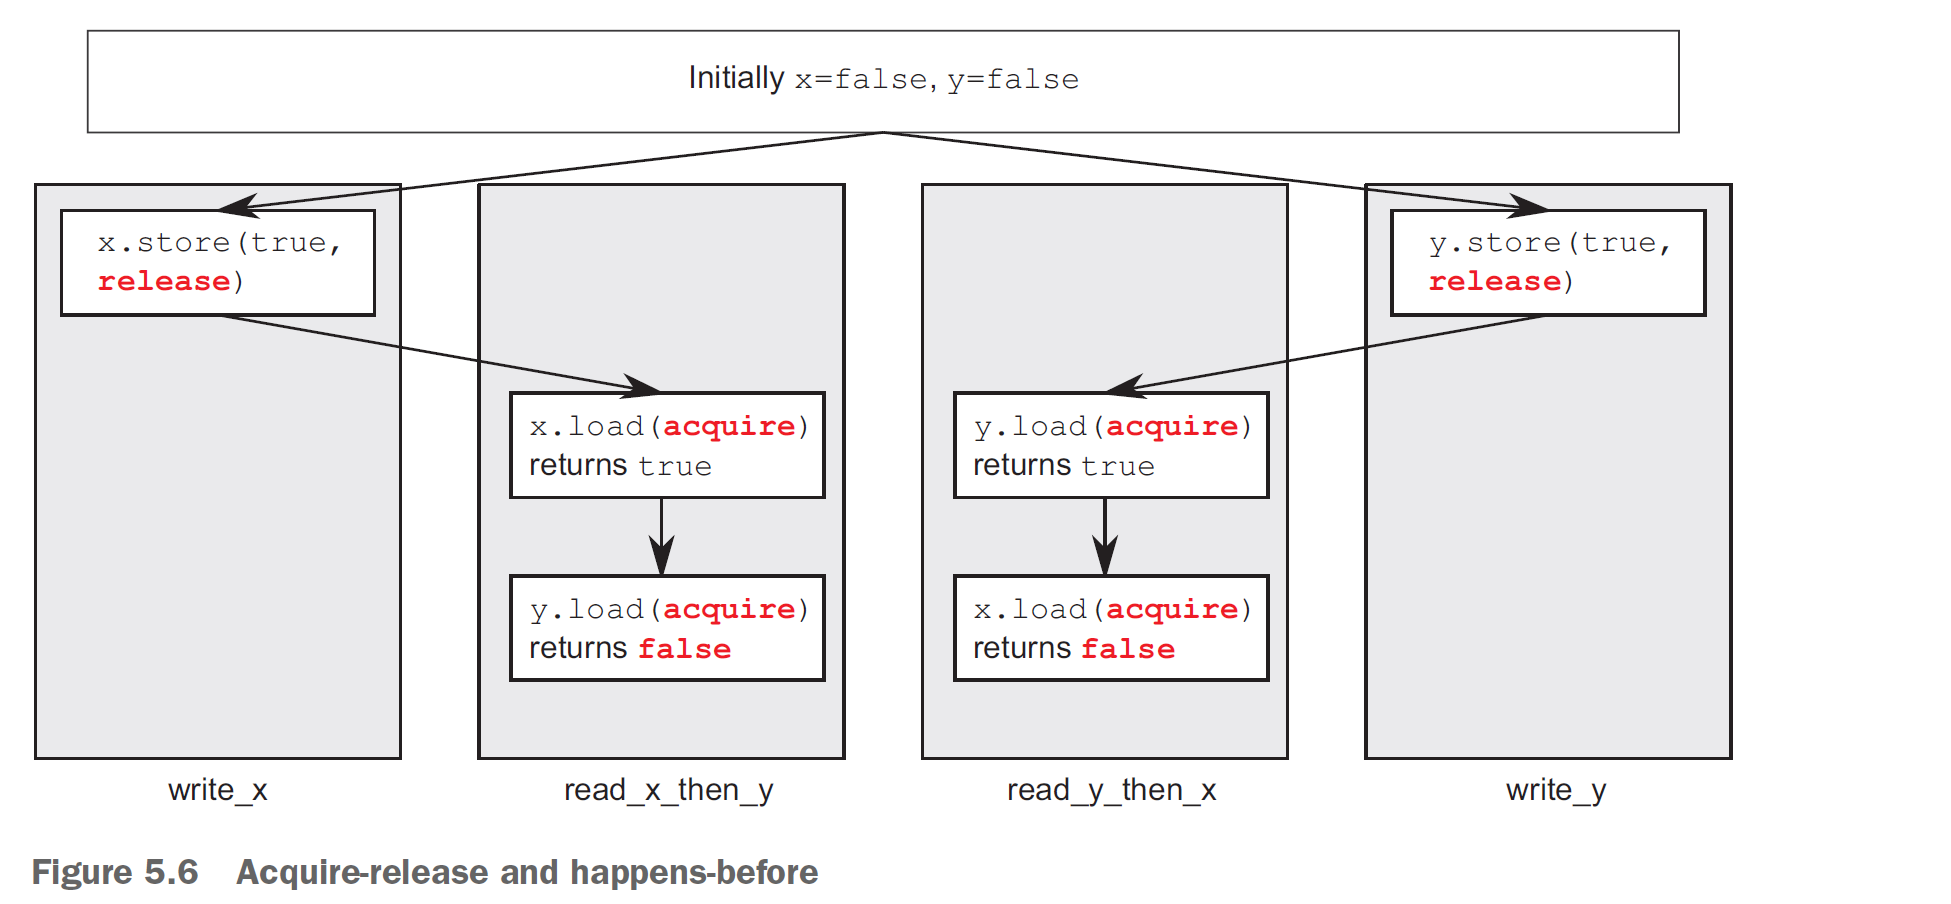 Initially x=false, y=false
x.store(true,
release)
y.store(true,
release)
x.load(acquire)
returns true
y.load(acquire)
returns true
y.load(acquire)
returns false
x.load(acquire)
returns false
write_x
read_x_then_y
read_y_then_x
write_y
Figure 5.6 Acquire-release and happens-before